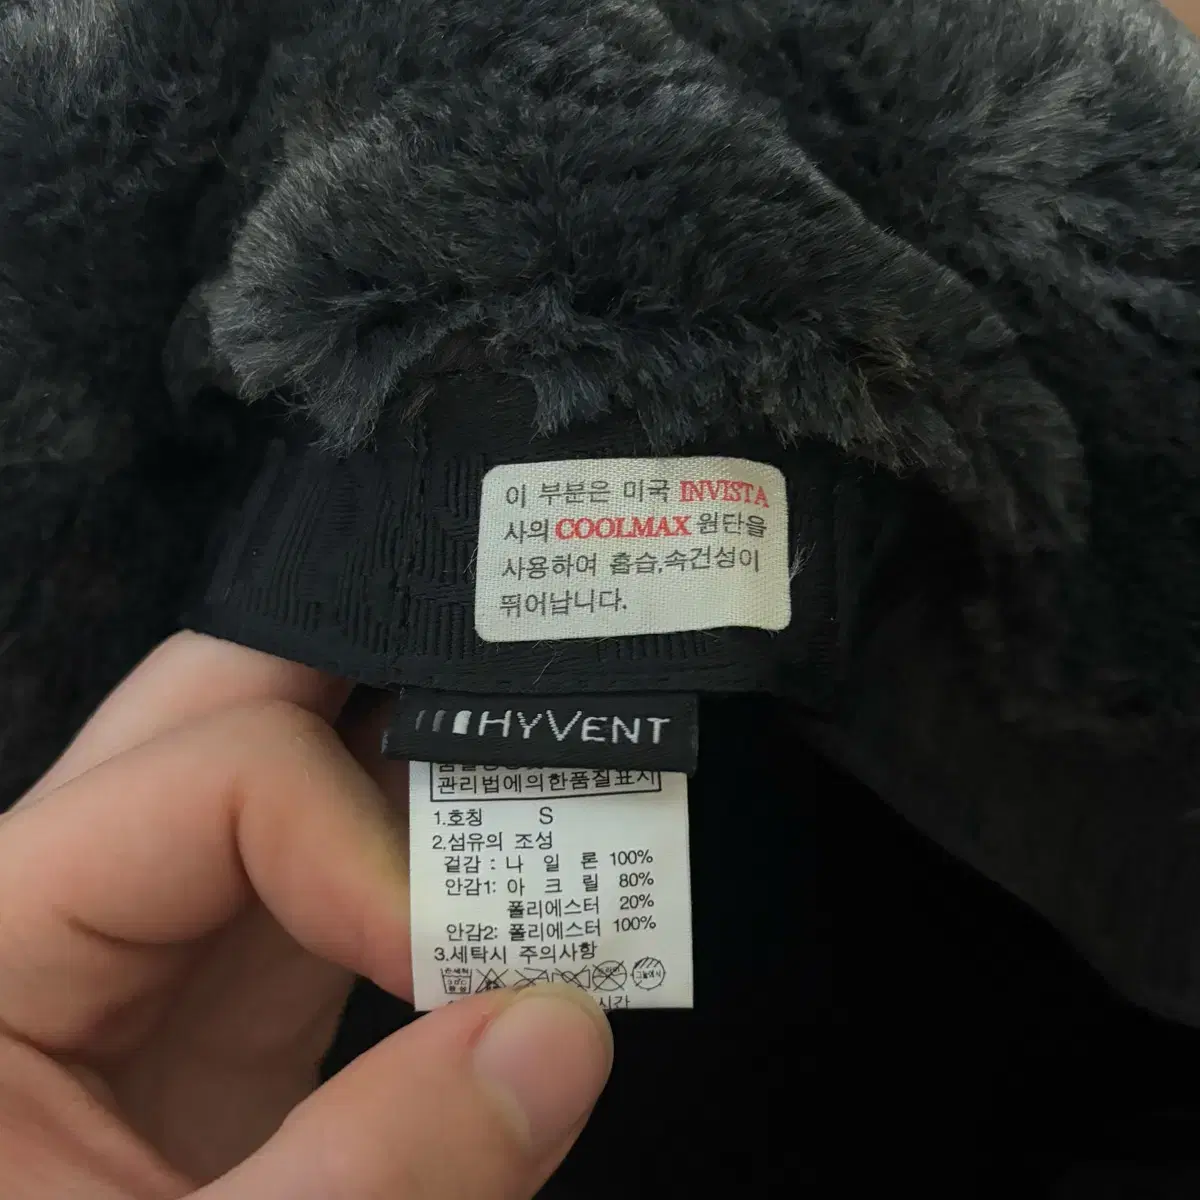 이 부분은 미국 INVISTA
사의 COOLMAX 원단을
사용하여 흡습,속건성이
뛰어납니다.
HYVENT
관리법에의한품질표시
1.호칭 S
2.섬유의 조성
겉감 : 나 일 론 100%
안감1: 아 크 릴 80%
폴리에스터 20%
안감2: 폴리에스터 100%
3.세탁시 주의사항